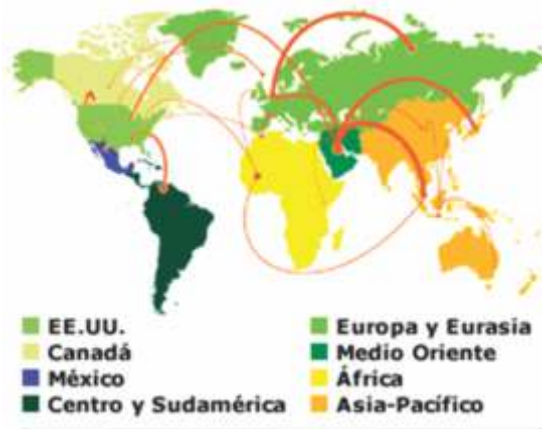 EE.UU.
Canadá
México
Centro y Sudamérica
Europa y Eurasia
Medio Oriente
África
Asia-Pacífico